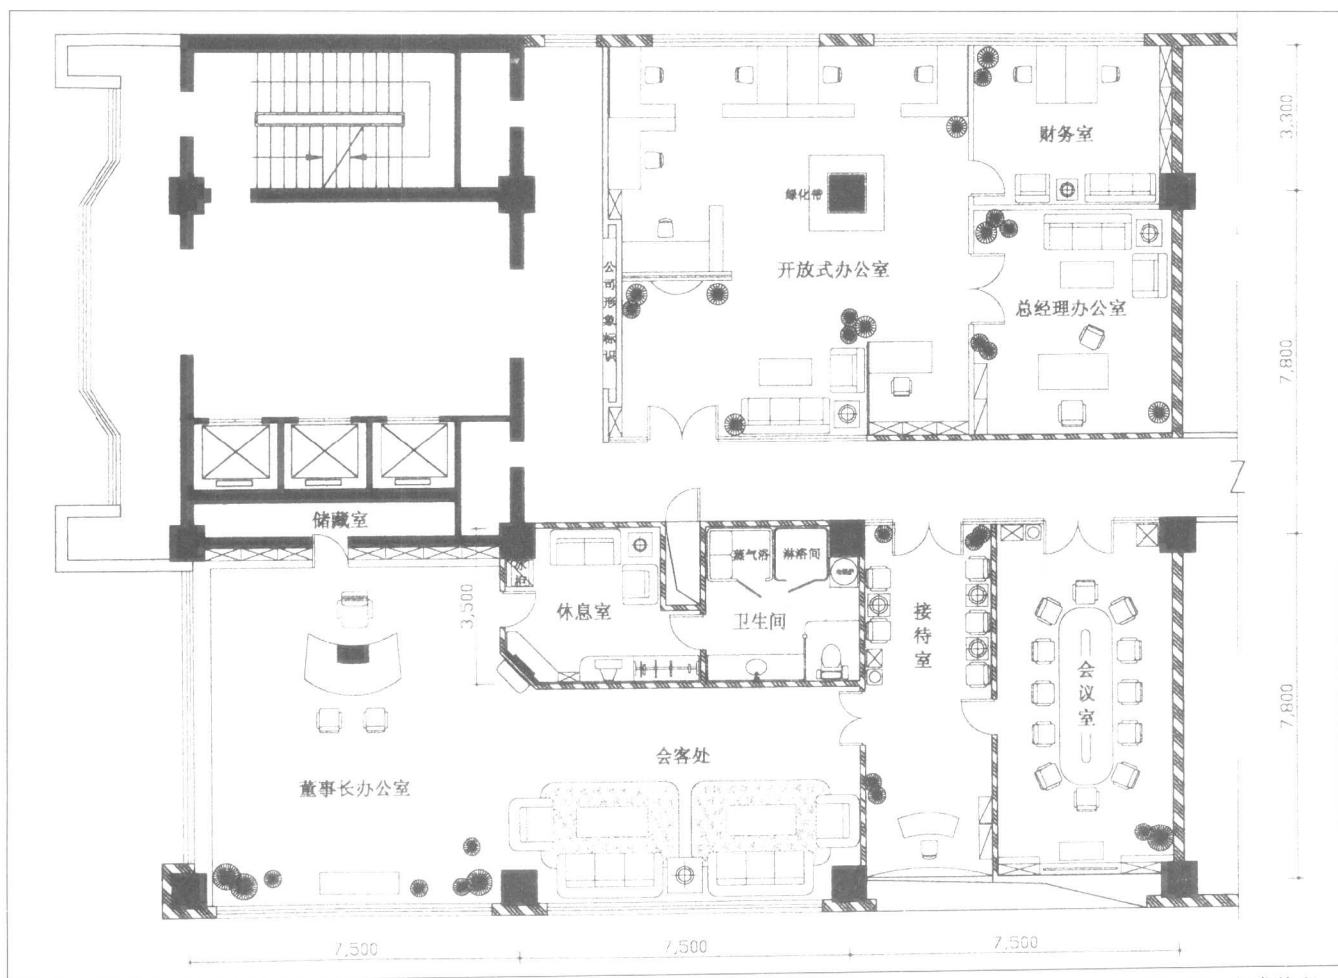 3,300
财务室
绿化带
开放式办公室
公司形象标识
总经理办公室
7,800
储藏室
蒸气浴
淋浴间
冰柜
3,500
休息室
卫生间
接待室
会议室
7,800
会客处
董事长办公室
7,500
7,500
7,500